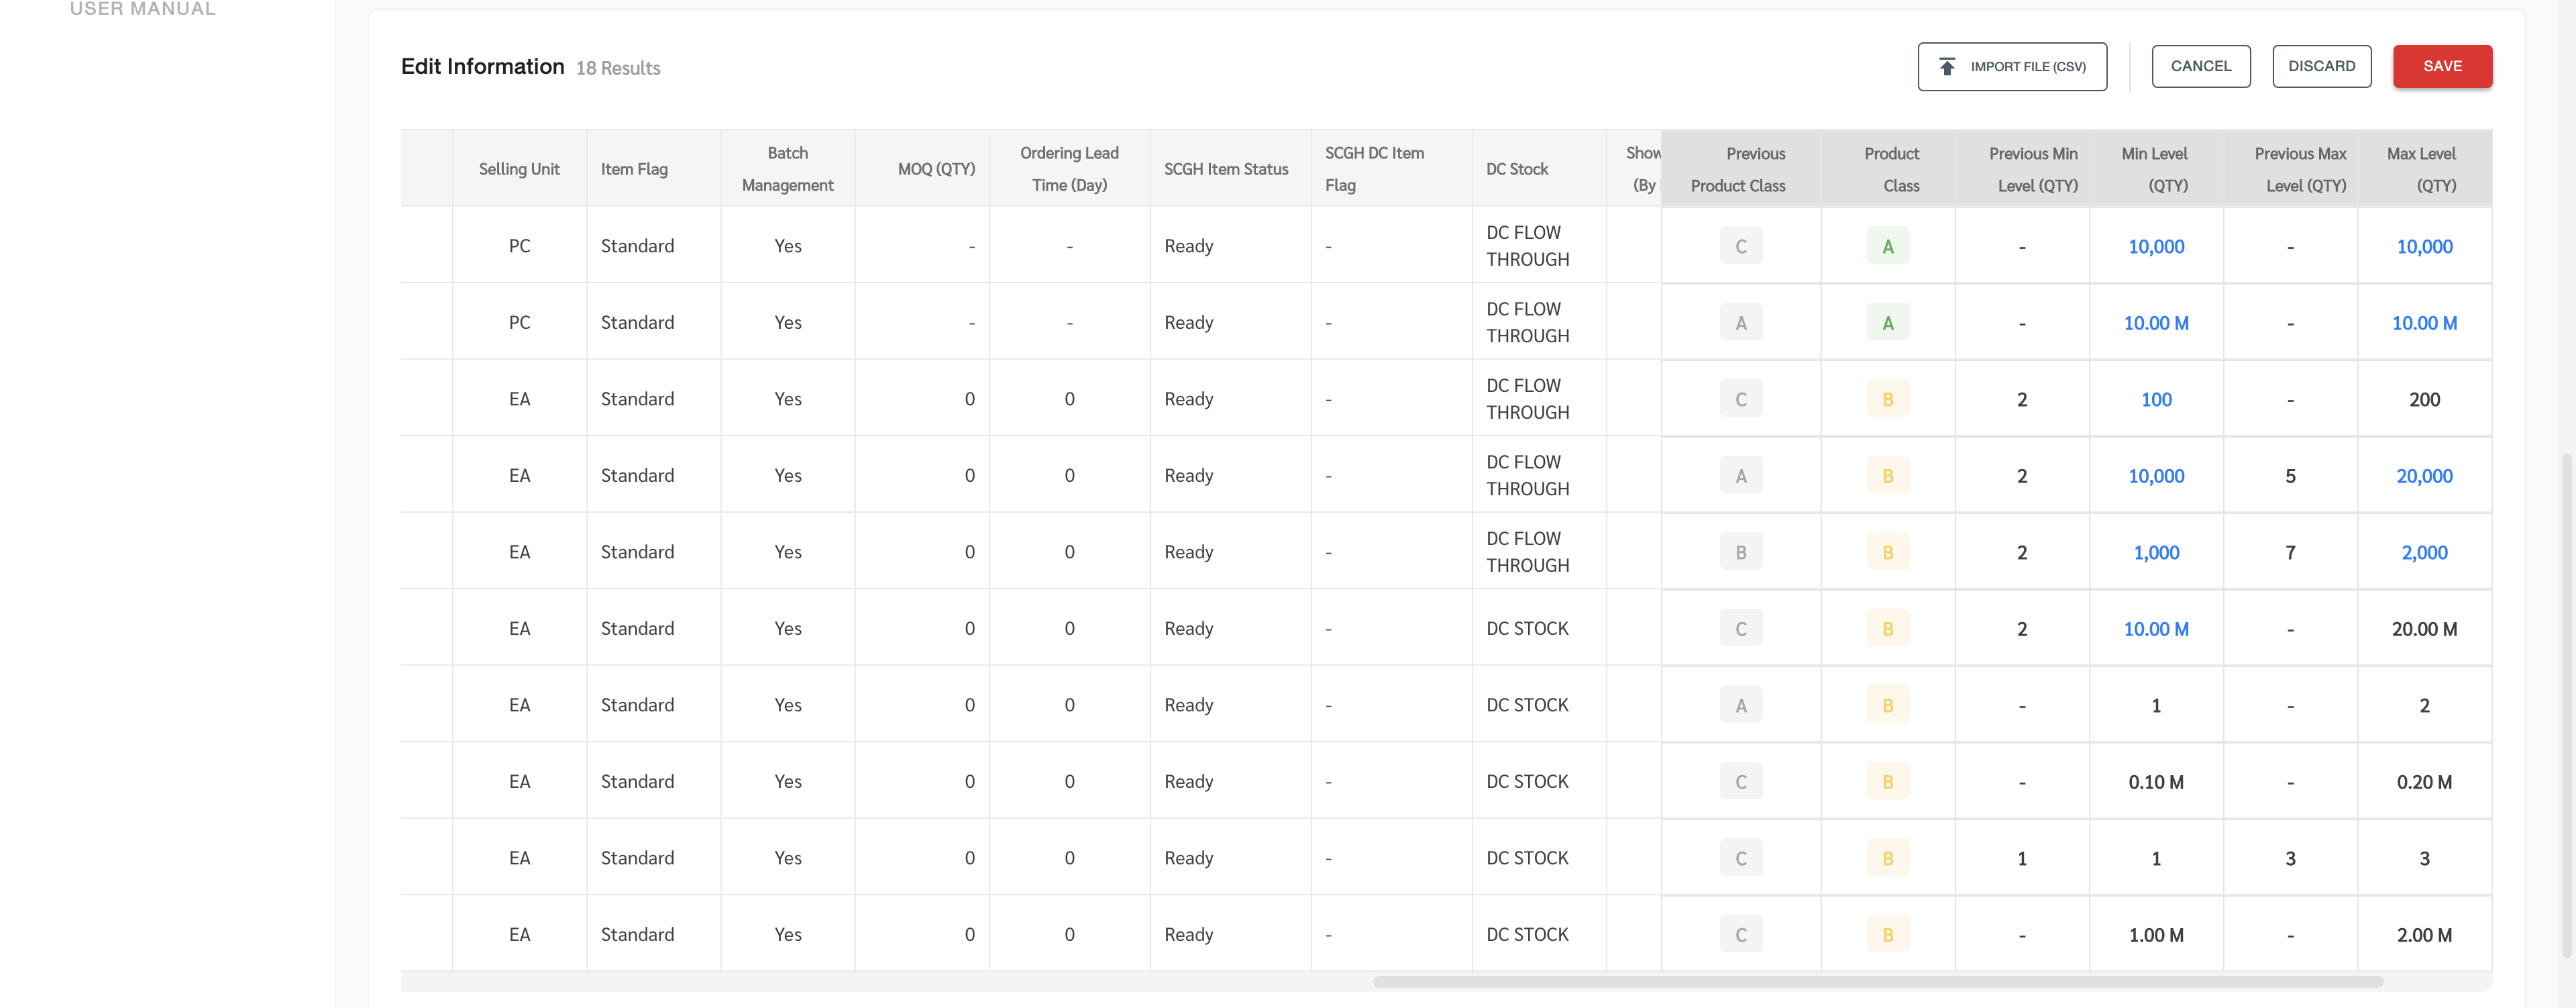 USER MANUAL
Edit Information 18 Results
IMPORT FILE (CSV) CANCEL DISCARD SAVE
Selling Unit Item Flag Batch Management MOQ (QTY) Ordering Lead Time (Day) SCGH Item Status SCGH DC Item Flag DC Stock Show (By Previous Product Class Product Class Previous Min Level (QTY) Min Level (QTY) Previous Max Level (QTY) Max Level (QTY)
PC Standard Yes - - Ready - DC FLOW THROUGH C A - 10,000 - 10,000
PC Standard Yes - - Ready - DC FLOW THROUGH A A - 10.00 M - 10.00 M
EA Standard Yes 0 0 Ready - DC FLOW THROUGH C B 2 100 - 200
EA Standard Yes 0 0 Ready - DC FLOW THROUGH A B 2 10,000 5 20,000
EA Standard Yes 0 0 Ready - DC FLOW THROUGH B B 2 1,000 7 2,000
EA Standard Yes 0 0 Ready - DC STOCK C B 2 10.00 M - 20.00 M
EA Standard Yes 0 0 Ready - DC STOCK A B - 1 - 2
EA Standard Yes 0 0 Ready - DC STOCK C B - 0.10 M - 0.20 M
EA Standard Yes 0 0 Ready - DC STOCK C B 1 1 3 3
EA Standard Yes 0 0 Ready - DC STOCK C B - 1.00 M - 2.00 M